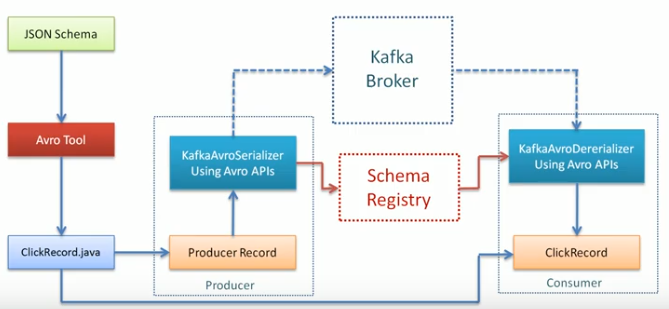 JSON Schema
Kafka
Broker
Avro Tool
KafkaAvroSerializer
Using Avro APIs
KafkaAvroDererializer
Using Avro APIs
Schema
Registry
ClickRecord.java
Producer Record
ClickRecord
Producer
Consumer